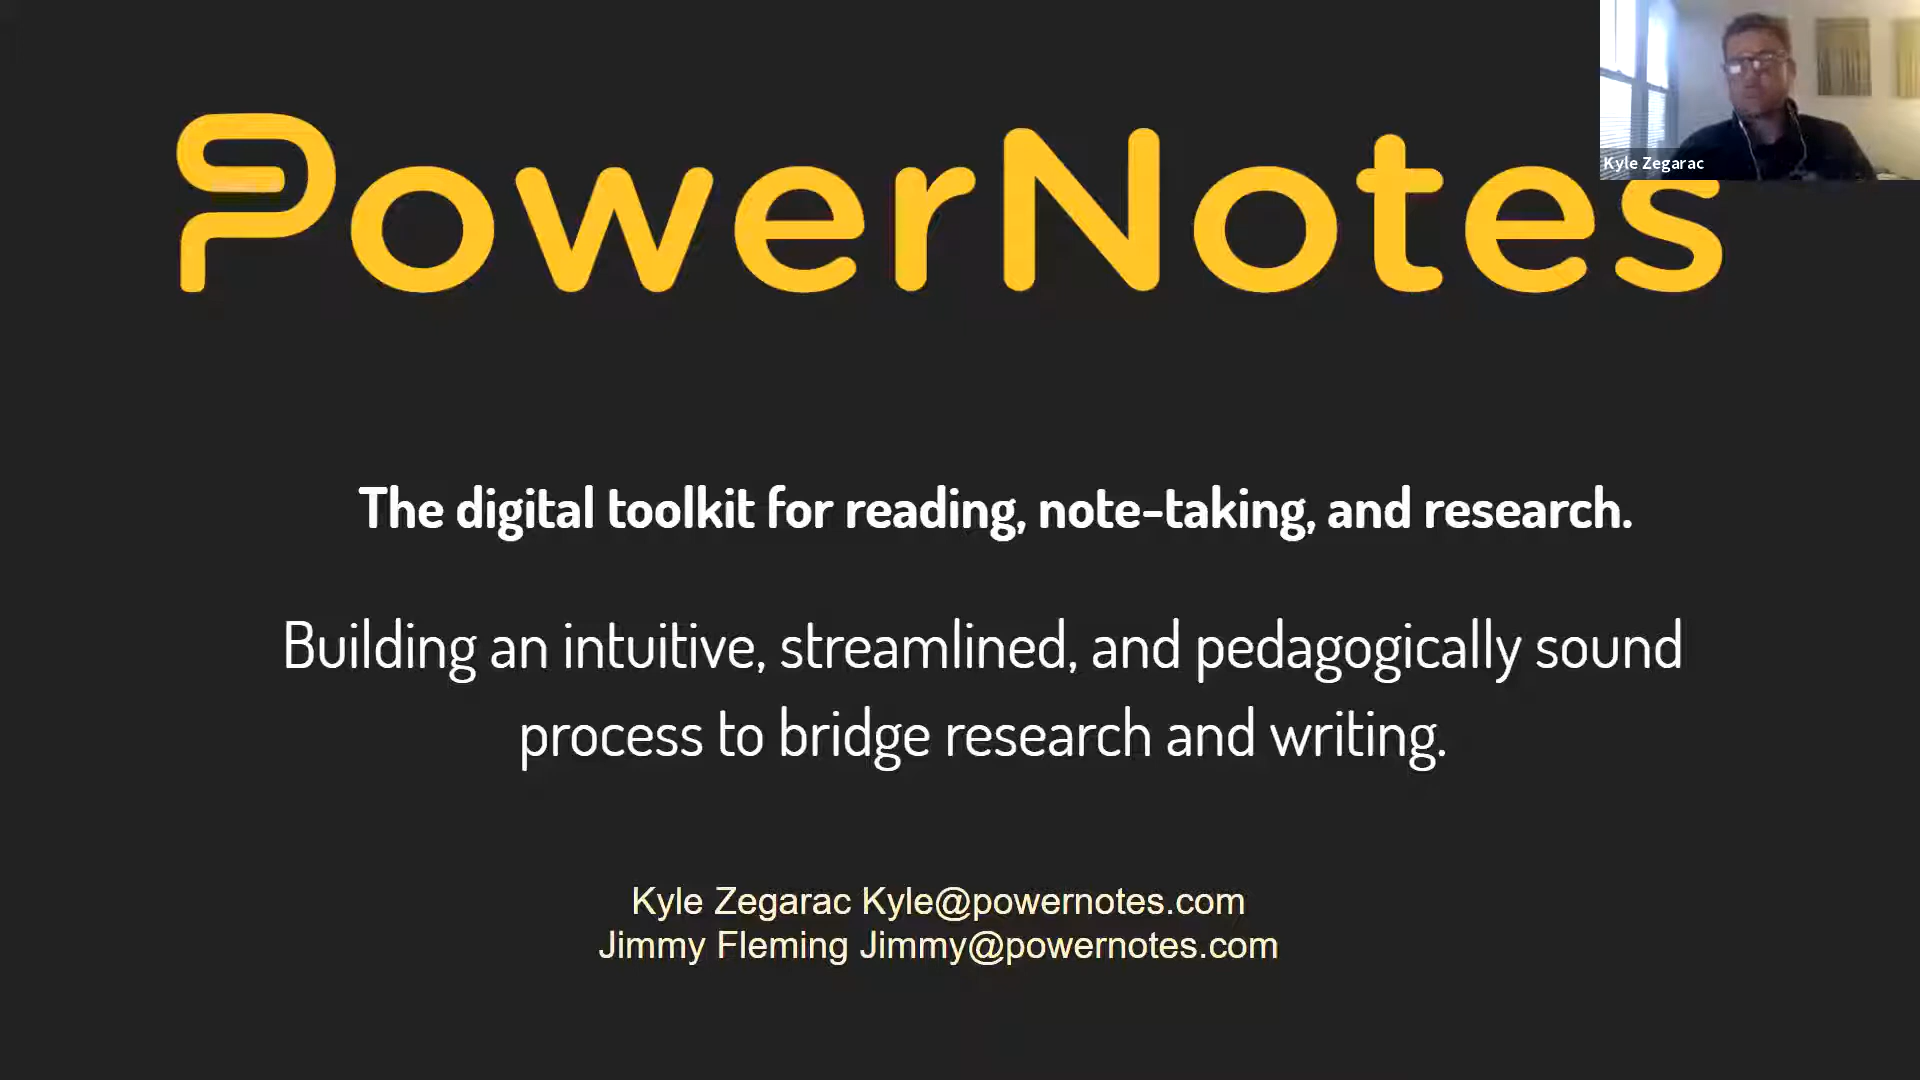 PowerNotes
Kyle Zegarac
The digital toolkit for reading, note-taking, and research.
Building an intuitive, streamlined, and pedagogically sound
process to bridge research and writing.
Kyle Zegarac Kyle@powernotes.com
Jimmy Fleming Jimmy@powernotes.com